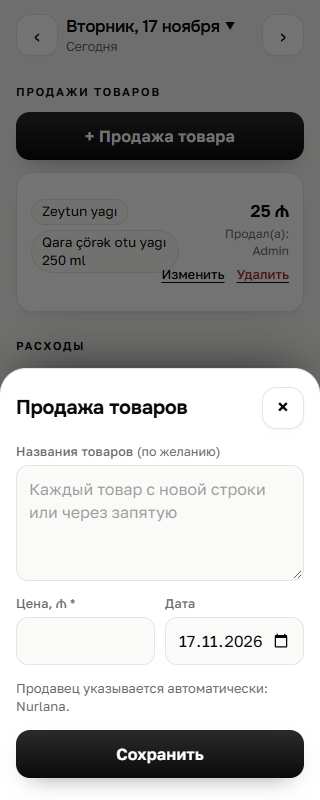 ‹
Вторник, 17 ноября ▼
Сегодня
›
ПРОДАЖИ ТОВАРОВ
+ Продажа товара
Zeytun yagı
Qara çörək otu yagı
250 ml
25 ₼
Продал(а):
Admin
Изменить Удалить
РАСХОДЫ
Продажа товаров
×
Названия товаров (по желанию)
Каждый товар с новой строки
или через запятую
Цена, ₼ *
Дата
17.11.2026
Продавец указывается автоматически:
Nurlana.
Сохранить